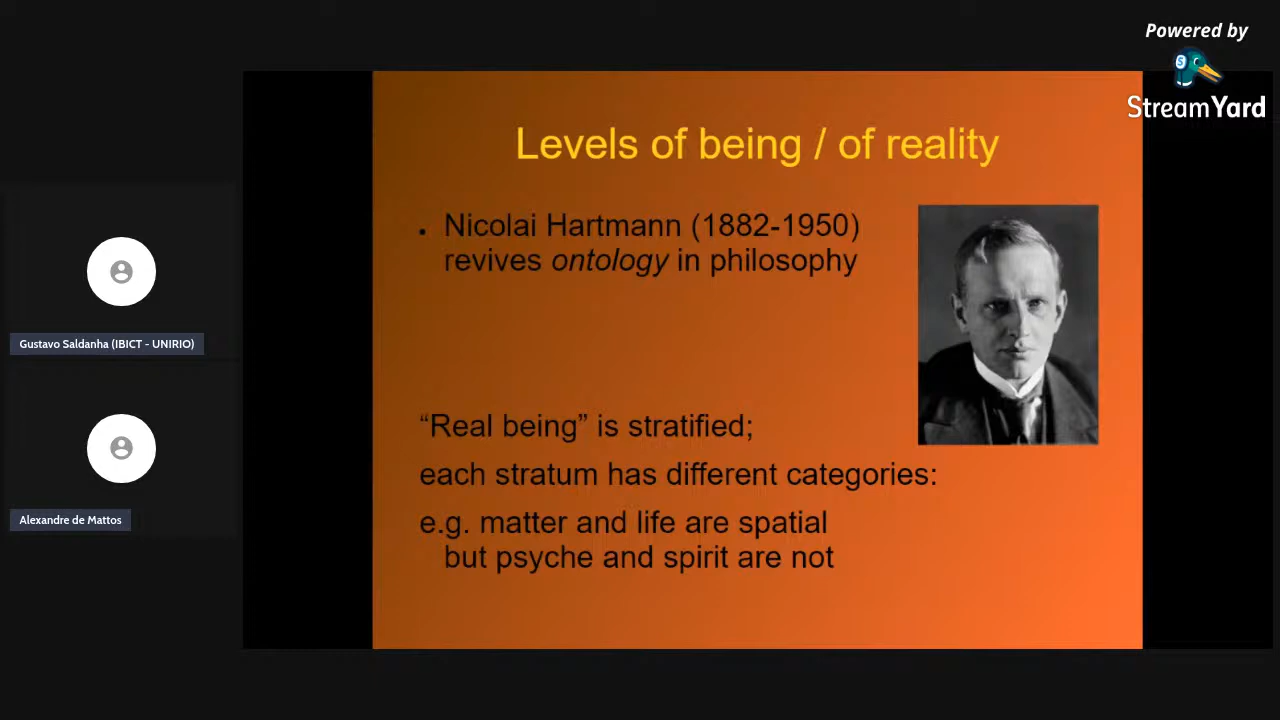 Powered by
StreamYard
Levels of being / of reality
• Nicolai Hartmann (1882-1950)
revives ontology in philosophy
“Real being” is stratified;
each stratum has different categories:
e.g. matter and life are spatial
but psyche and spirit are not
Gustavo Saldanha (IBICT - UNIRIO)
Alexandre de Mattos